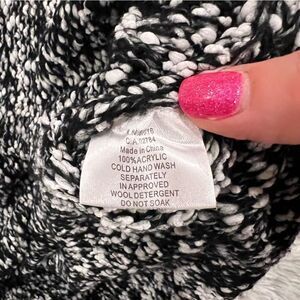 Made in China
100%ACRYLIC
COLD HAND WASH
SEPARATELY
IN APPROVED
WOOL DETERGENT
DO NOT SOAK